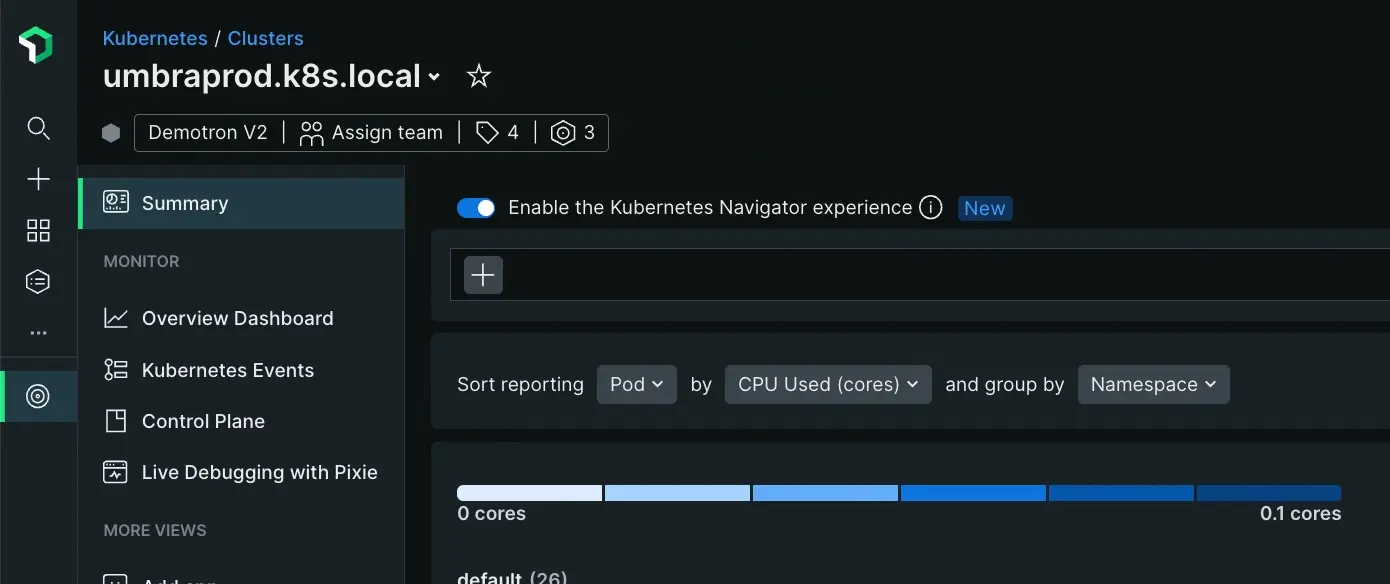 Kubernetes / Clusters
umbraprod.k8s.local
Demotron V2 | Assign team | 4 | 3
Summary
Enable the Kubernetes Navigator experience New
MONITOR
Overview Dashboard
Kubernetes Events
Control Plane
Live Debugging with Pixie
MORE VIEWS
Add app
Sort reporting Pod by CPU Used (cores) and group by Namespace
0 cores 0.1 cores
default (26)